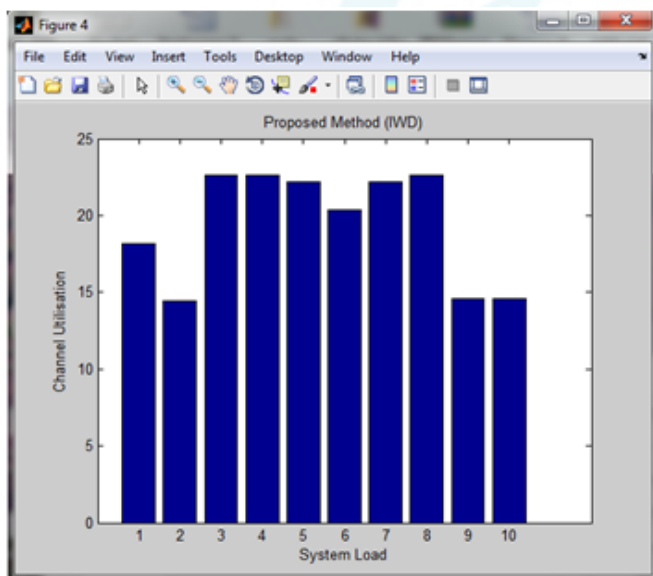 Figure 4
File Edit View Insert Tools Desktop Window Help
Proposed Method (IWD)
25
20
15
10
5
0
Channel Utilisation
1 2 3 4 5 6 7 8 9 10
System Load